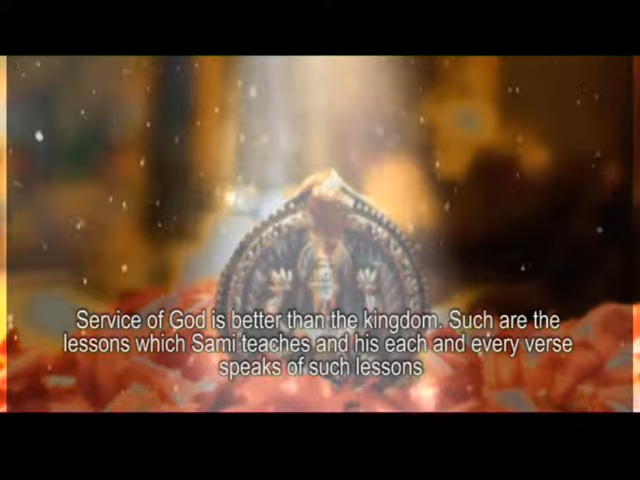 Service of God is better than the kingdom. Such are the
lessons which Sami teaches and his each and every verse
speaks of such lessons